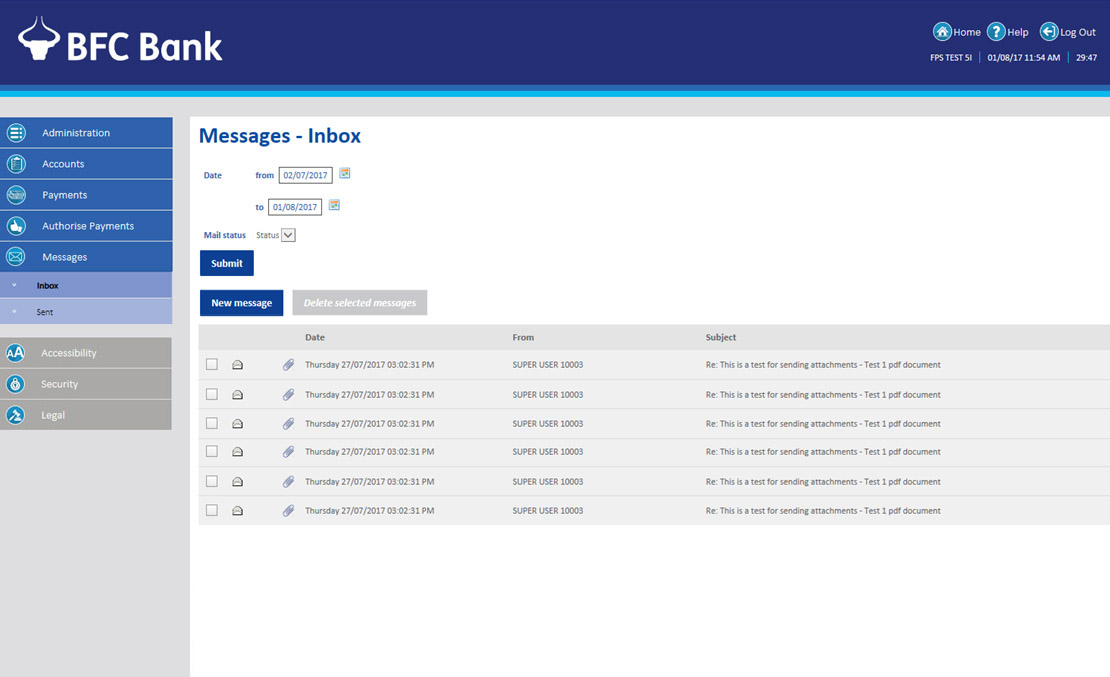 BFC Bank
Home Help Log Out
FPS TEST 5I 01/08/17 11:54 AM 29:47
Administration
Accounts
Payments
Authorise Payments
Messages
Inbox
Sent
Accessibility
Security
Legal
Messages - Inbox
Date from 02/07/2017
to 01/08/2017
Mail status Status
Submit
New message Delete selected messages
Date From Subject
Thursday 27/07/2017 03:02:31 PM SUPER USER 10003 Re: This is a test for sending attachments - Test 1 pdf document
Thursday 27/07/2017 03:02:31 PM SUPER USER 10003 Re: This is a test for sending attachments - Test 1 pdf document
Thursday 27/07/2017 03:02:31 PM SUPER USER 10003 Re: This is a test for sending attachments - Test 1 pdf document
Thursday 27/07/2017 03:02:31 PM SUPER USER 10003 Re: This is a test for sending attachments - Test 1 pdf document
Thursday 27/07/2017 03:02:31 PM SUPER USER 10003 Re: This is a test for sending attachments - Test 1 pdf document
Thursday 27/07/2017 03:02:31 PM SUPER USER 10003 Re: This is a test for sending attachments - Test 1 pdf document